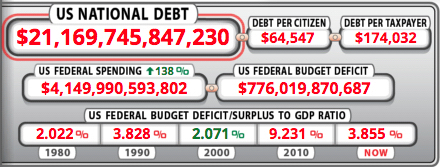 US NATIONAL DEBT
$21,169,745,847,230
DEBT PER CITIZEN
$64,547
DEBT PER TAXPAYER
$174,032
US FEDERAL SPENDING ↑138 %
$4,149,990,593,802
US FEDERAL BUDGET DEFICIT
$776,019,870,687
US FEDERAL BUDGET DEFICIT/SURPLUS TO GDP RATIO
2.022 % 3.828 % 2.071 % 9.231 % 3.855 %
1980 1990 2000 2010 NOW